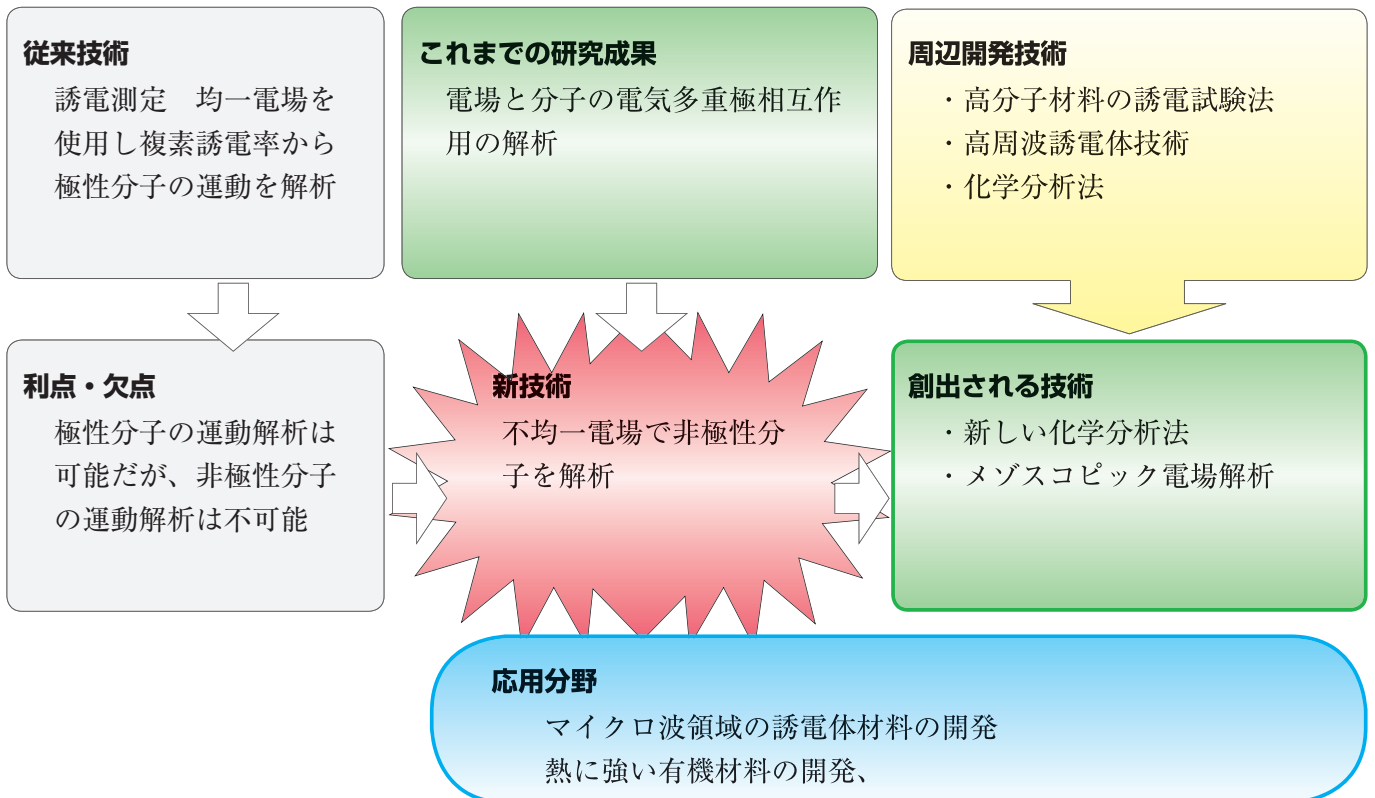 従来技術
誘電測定　均一電場を
使用し複素誘電率から
極性分子の運動を解析
これまでの研究成果
電場と分子の電気多重極相互作
用の解析
周辺開発技術
・高分子材料の誘電試験法
・高周波誘電体技術
・化学分析法
利点・欠点
極性分子の運動解析は
可能だが、非極性分子
の運動解析は不可能
新技術
不均一電場で非極性分
子を解析
創出される技術
・新しい化学分析法
・メゾスコピック電場解析
応用分野
マイクロ波領域の誘電体材料の開発
熱に強い有機材料の開発、